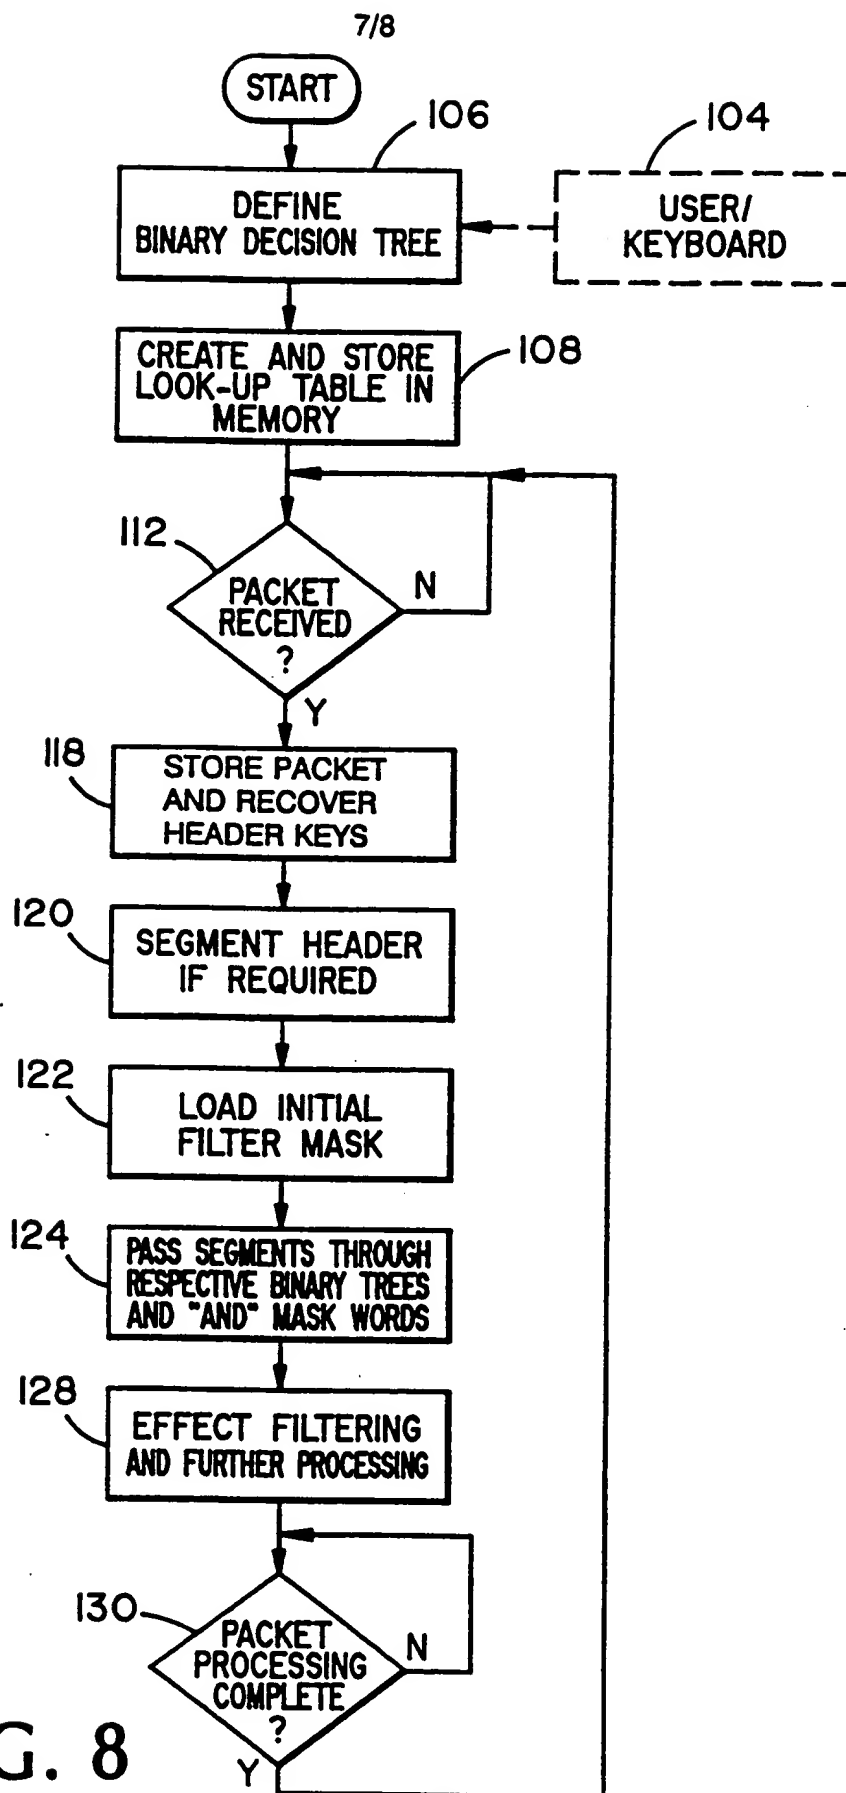 7/8
START
106
104
DEFINE
BINARY DECISION TREE
USER/
KEYBOARD
CREATE AND STORE
LOOK-UP TABLE IN
MEMORY
108
112
PACKET
RECEIVED
?
N
Y
118
STORE PACKET
AND RECOVER
HEADER KEYS
120
SEGMENT HEADER
IF REQUIRED
122
LOAD INITIAL
FILTER MASK
124
PASS SEGMENTS THROUGH
RESPECTIVE BINARY TREES
AND "AND" MASK WORDS
128
EFFECT FILTERING
AND FURTHER PROCESSING
130
PACKET
PROCESSING
COMPLETE
?
N
Y
G. 8